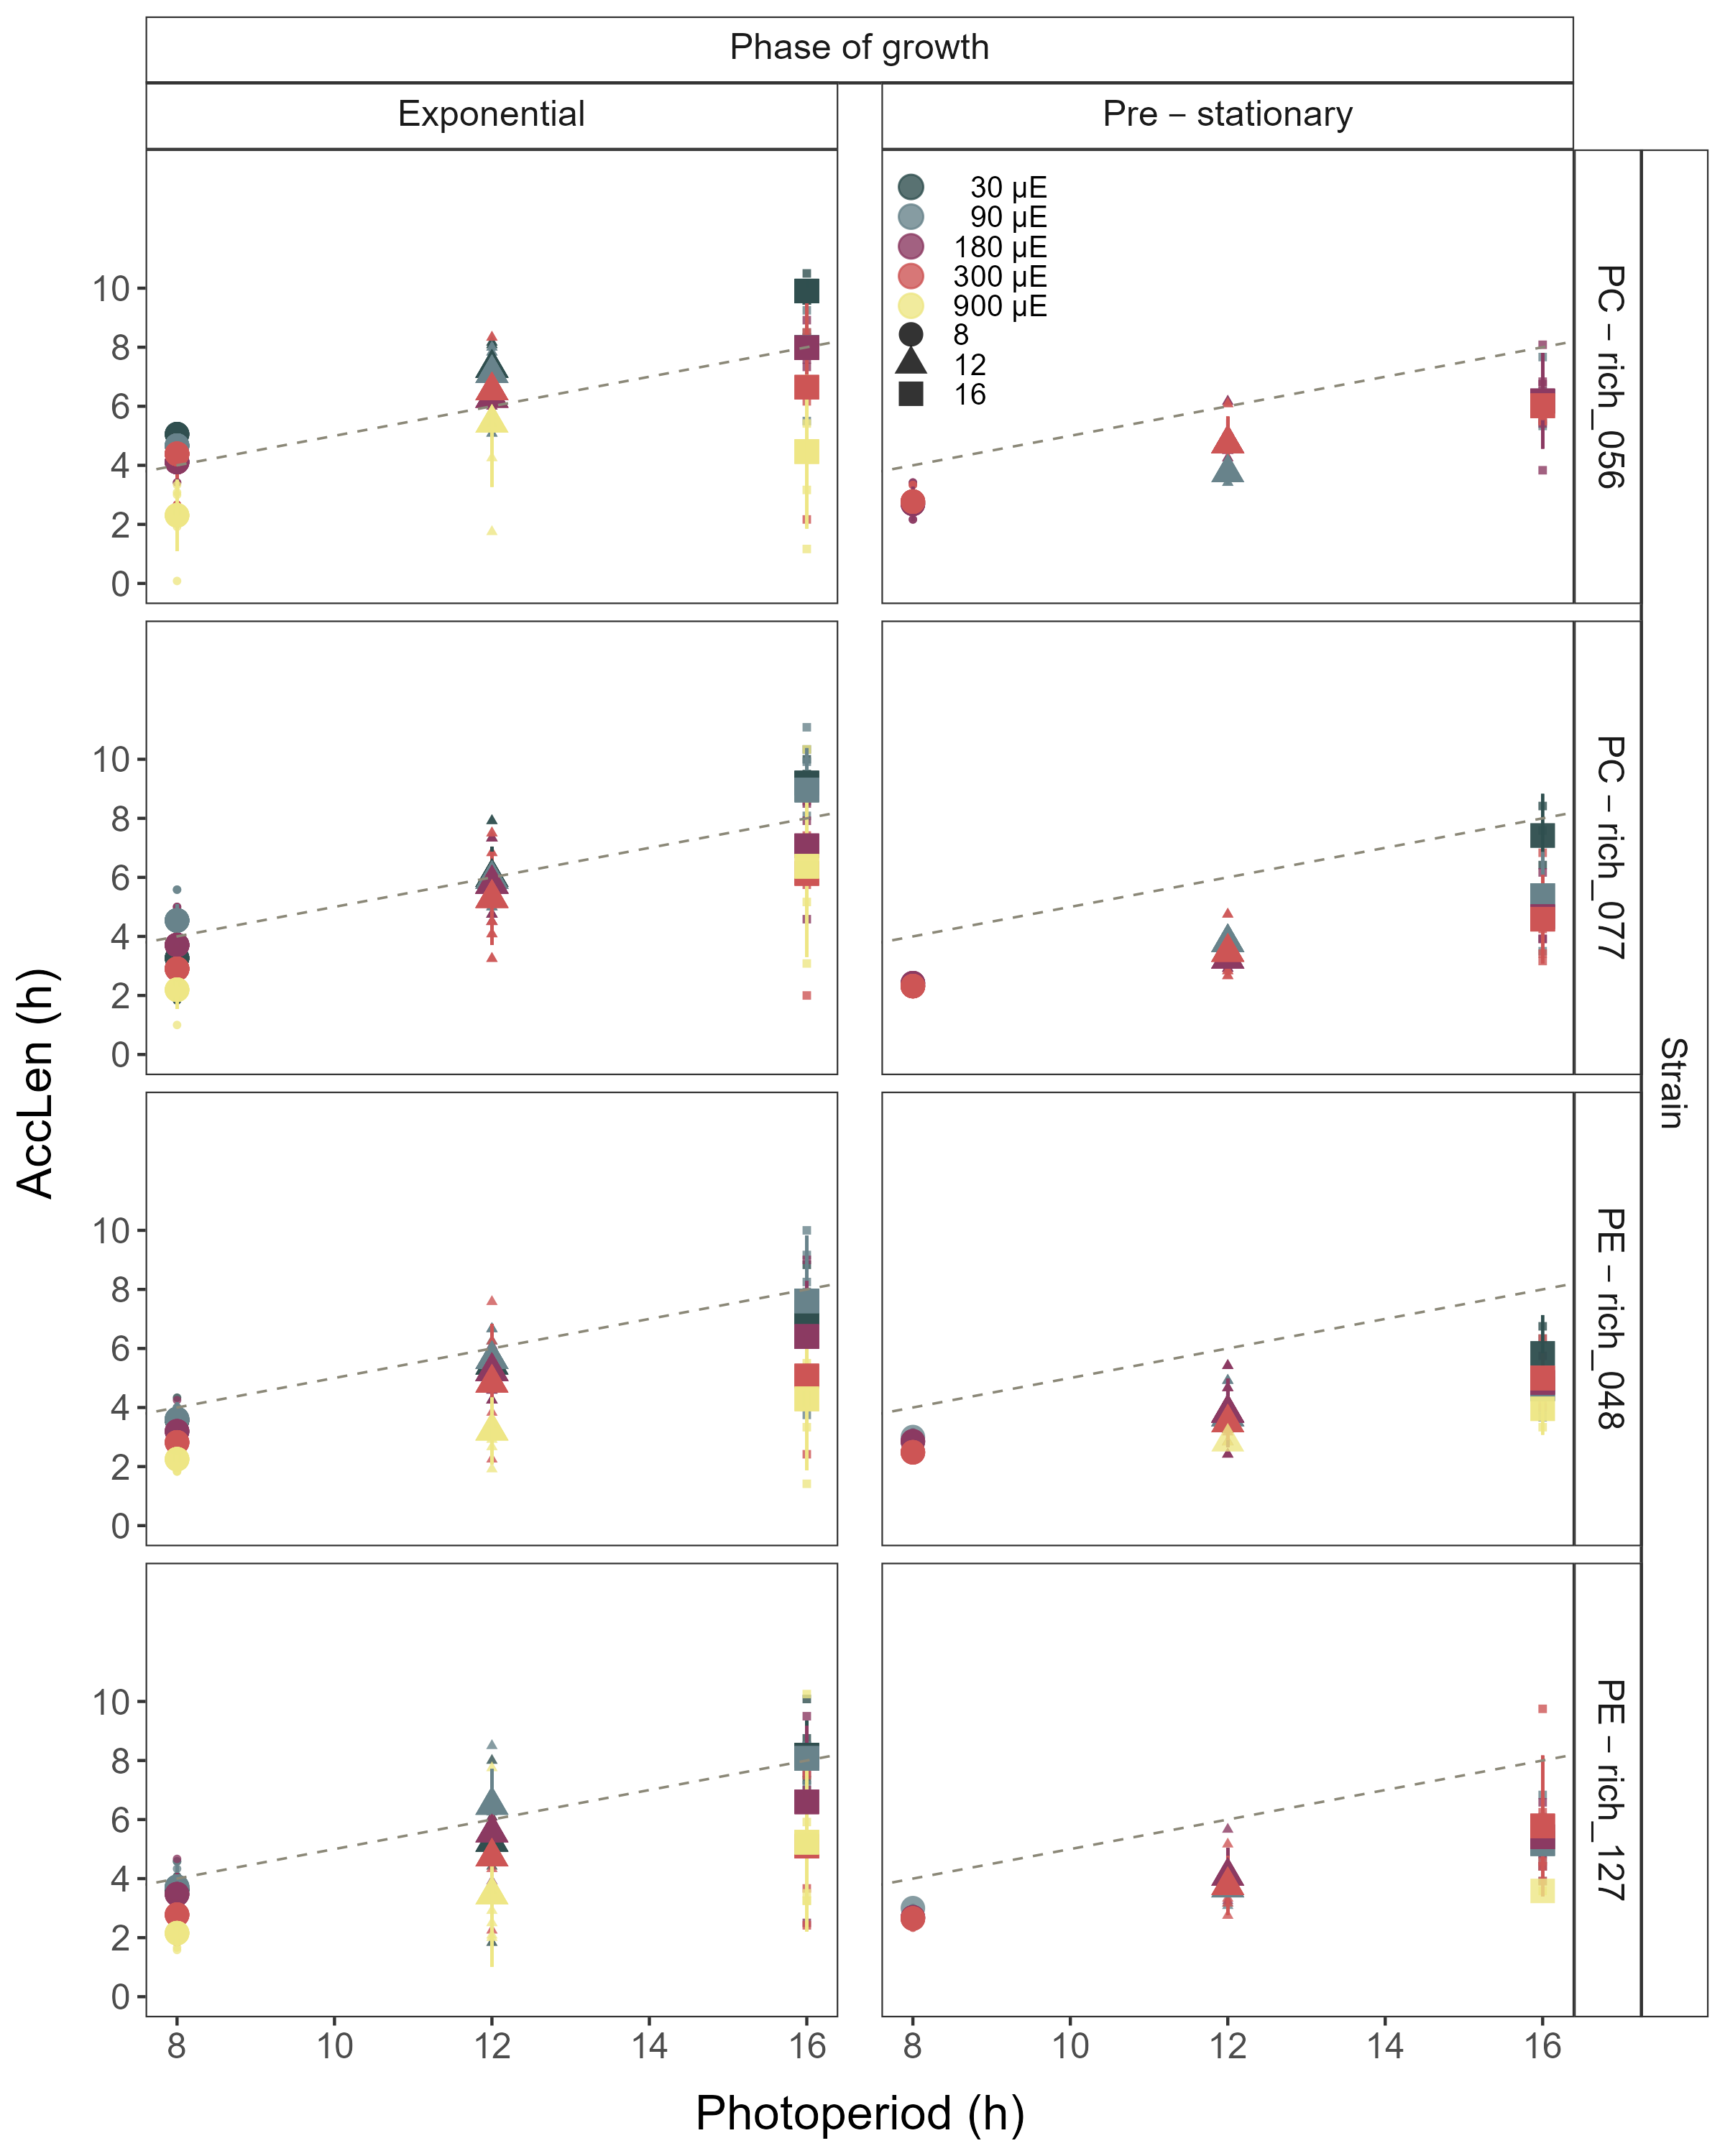 Phase of growth
Exponential
Pre − stationary
30 µE
90 µE
180 µE
300 µE
900 µE
8
12
16
10
8
6
4
2
0
PC − rich_056
10
8
6
4
2
0
PC − rich_077
10
8
6
4
2
0
PE − rich_048
10
8
6
4
2
0
PE − rich_127
Strain
AccLen (h)
8 10 12 14 16
8 10 12 14 16
Photoperiod (h)